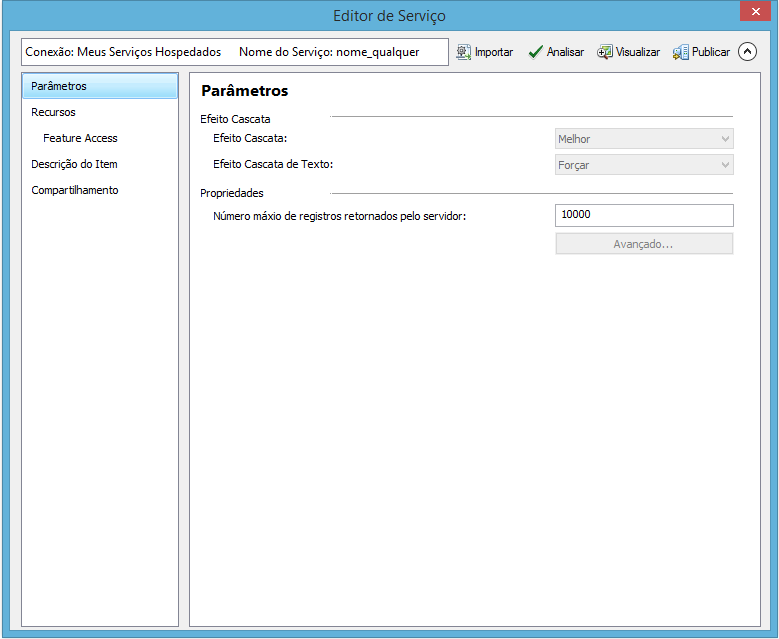 Editor de Serviço
Conexão: Meus Serviços Hospedados Nome do Serviço: nome_qualquer Importar Analisar Visualizar Publicar
Parâmetros
Recursos
Feature Access
Descrição do Item
Compartilhamento
Parâmetros
Efeito Cascata
Efeito Cascata: Melhor
Efeito Cascata de Texto: Forçar
Propriedades
Número máxio de registros retornados pelo servidor: 10000
Avançado...